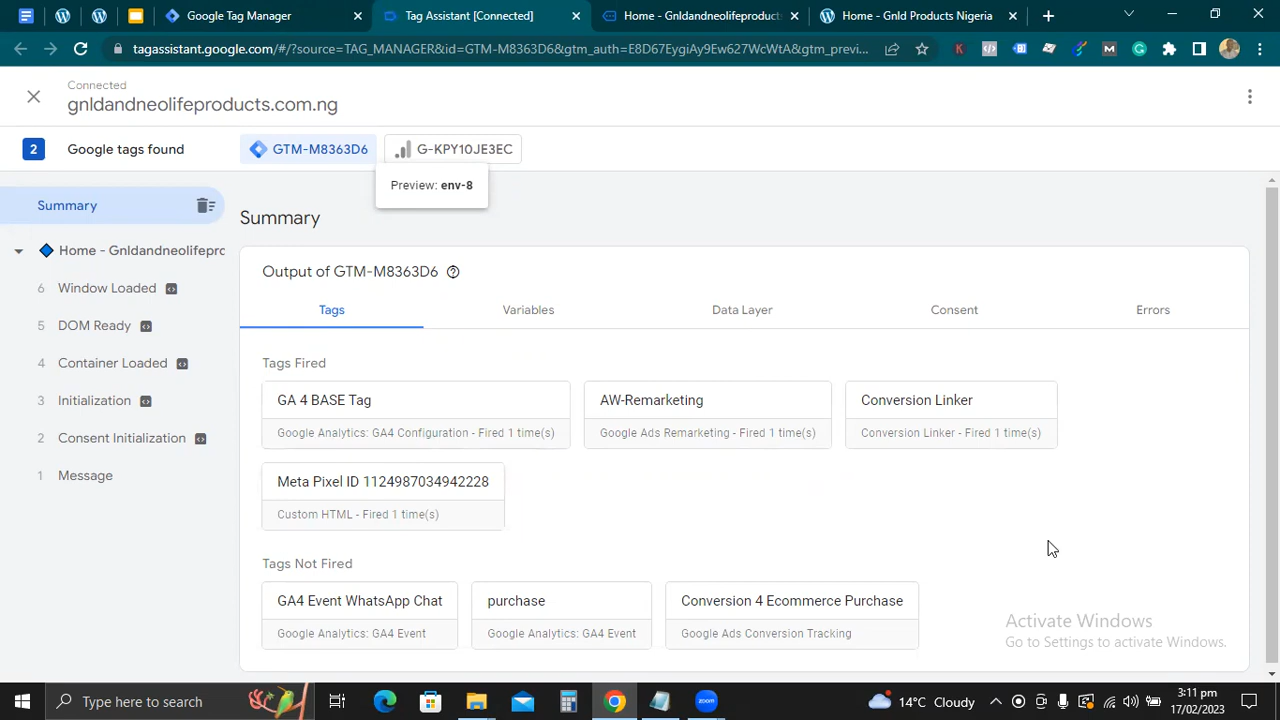 Google Tag Manager
Tag Assistant [Connected]
Home - Gnldandneolifeproducts
Home - Gnld Products Nigeria
tagassistant.google.com/#/?source=TAG_MANAGER&id=GTM-M8363D6&gtm_auth=E8D67EygiAy9Ew627WcWtA&gtm_previ...
Connected
gnldandneolifeproducts.com.ng
2 Google tags found GTM-M8363D6 G-KPY10JE3EC
Preview: env-8
Summary
Home - Gnldandneolifepro
6 Window Loaded
5 DOM Ready
4 Container Loaded
3 Initialization
2 Consent Initialization
1 Message
Summary
Output of GTM-M8363D6
Tags Variables Data Layer Consent Errors
Tags Fired
GA 4 BASE Tag
Google Analytics: GA4 Configuration - Fired 1 time(s)
AW-Remarketing
Google Ads Remarketing - Fired 1 time(s)
Conversion Linker
Conversion Linker - Fired 1 time(s)
Meta Pixel ID 1124987034942228
Custom HTML - Fired 1 time(s)
Tags Not Fired
GA4 Event WhatsApp Chat
Google Analytics: GA4 Event
purchase
Google Analytics: GA4 Event
Conversion 4 Ecommerce Purchase
Google Ads Conversion Tracking
Activate Windows
Go to Settings to activate Windows.
Type here to search
zoom
14°C Cloudy
3:11 pm
17/02/2023